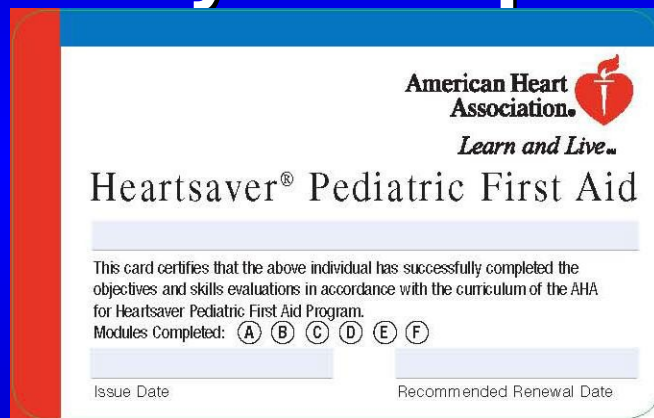 American Heart
Association®
Learn and Live℠
Heartsaver® Pediatric First Aid
This card certifies that the above individual has successfully completed the
objectives and skills evaluations in accordance with the curriculum of the AHA
for Heartsaver Pediatric First Aid Program.
Modules Completed: Ⓐ Ⓑ Ⓒ Ⓓ Ⓔ Ⓕ
Issue Date Recommended Renewal Date